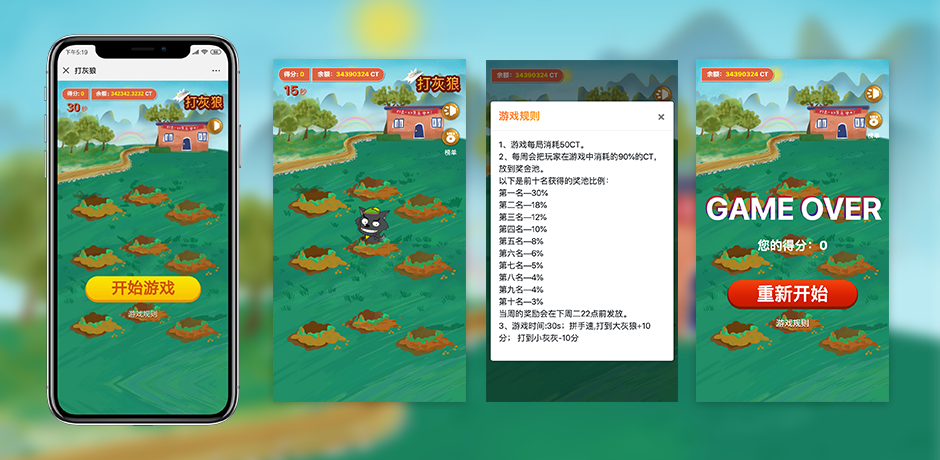 下午5:19
打灰狼
得分: 0
余额: 342342.3232 CT
30秒
打灰狼
开始游戏
游戏规则
得分: 0
余额: 34390324 CT
15秒
打灰狼
榜单
余额: 34390324 CT
游戏规则
1、游戏每局消耗50CT。
2、每周会把玩家在游戏中消耗的90%的CT,
放到奖金池。
以下是前十名获得的奖池比例:
第一名—30%
第二名—18%
第三名—12%
第四名—10%
第五名—8%
第六名—6%
第七名—5%
第八名—4%
第九名—4%
第十名—3%
当周的奖励会在下周二22点前发放。
3、游戏时间:30s；拼手速,打到大灰狼+10
分； 打到小灰灰-10分
余额: 34390324 CT
榜单
GAME OVER
您的得分：0
重新开始
游戏规则